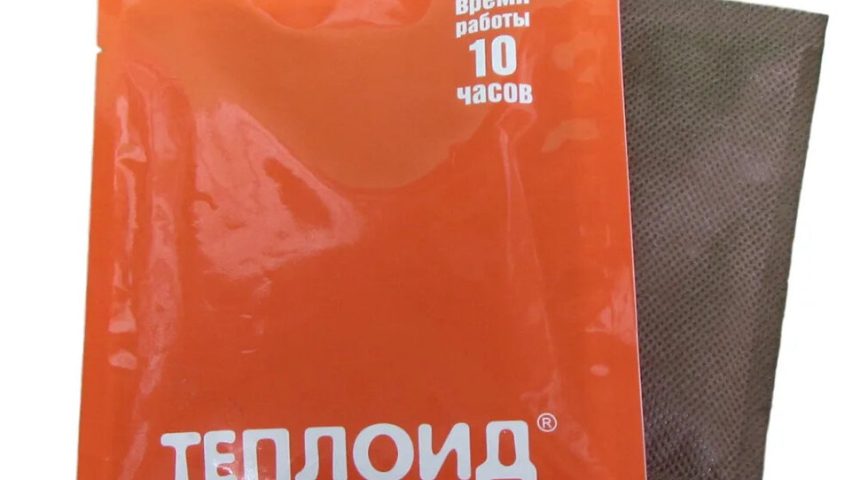 время
работы
10
часов
ТЕПЛОИД®